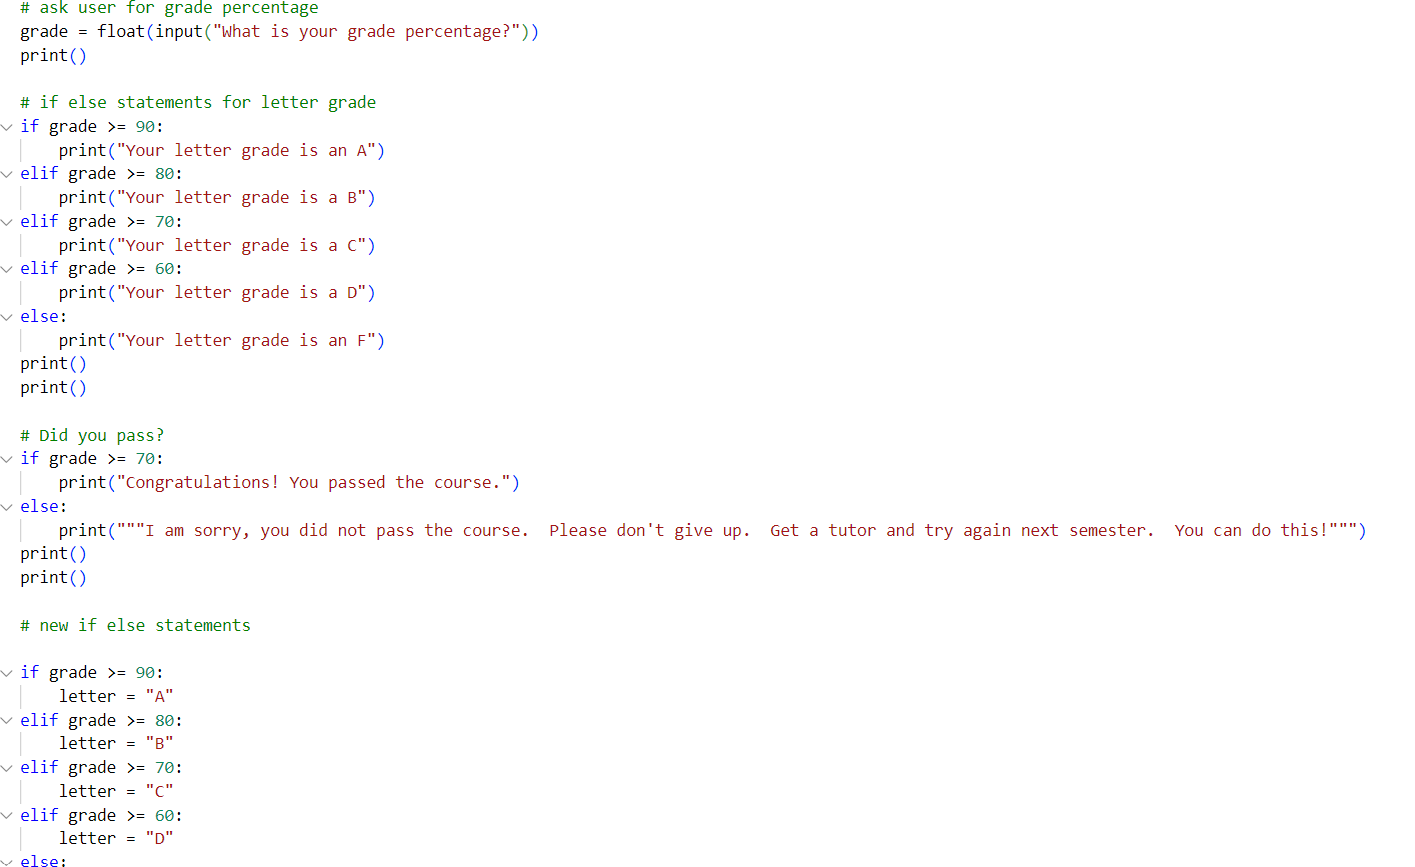 # ask user for grade percentage
grade = float(input("What is your grade percentage?"))
print()

# if else statements for letter grade
if grade >= 90:
    print("Your letter grade is an A")
elif grade >= 80:
    print("Your letter grade is a B")
elif grade >= 70:
    print("Your letter grade is a C")
elif grade >= 60:
    print("Your letter grade is a D")
else:
    print("Your letter grade is an F")
print()
print()

# Did you pass?
if grade >= 70:
    print("Congratulations! You passed the course.")
else:
    print("""I am sorry, you did not pass the course.  Please don't give up.  Get a tutor and try again next semester.  You can do this!""")
print()
print()

# new if else statements

if grade >= 90:
    letter = "A"
elif grade >= 80:
    letter = "B"
elif grade >= 70:
    letter = "C"
elif grade >= 60:
    letter = "D"
else: